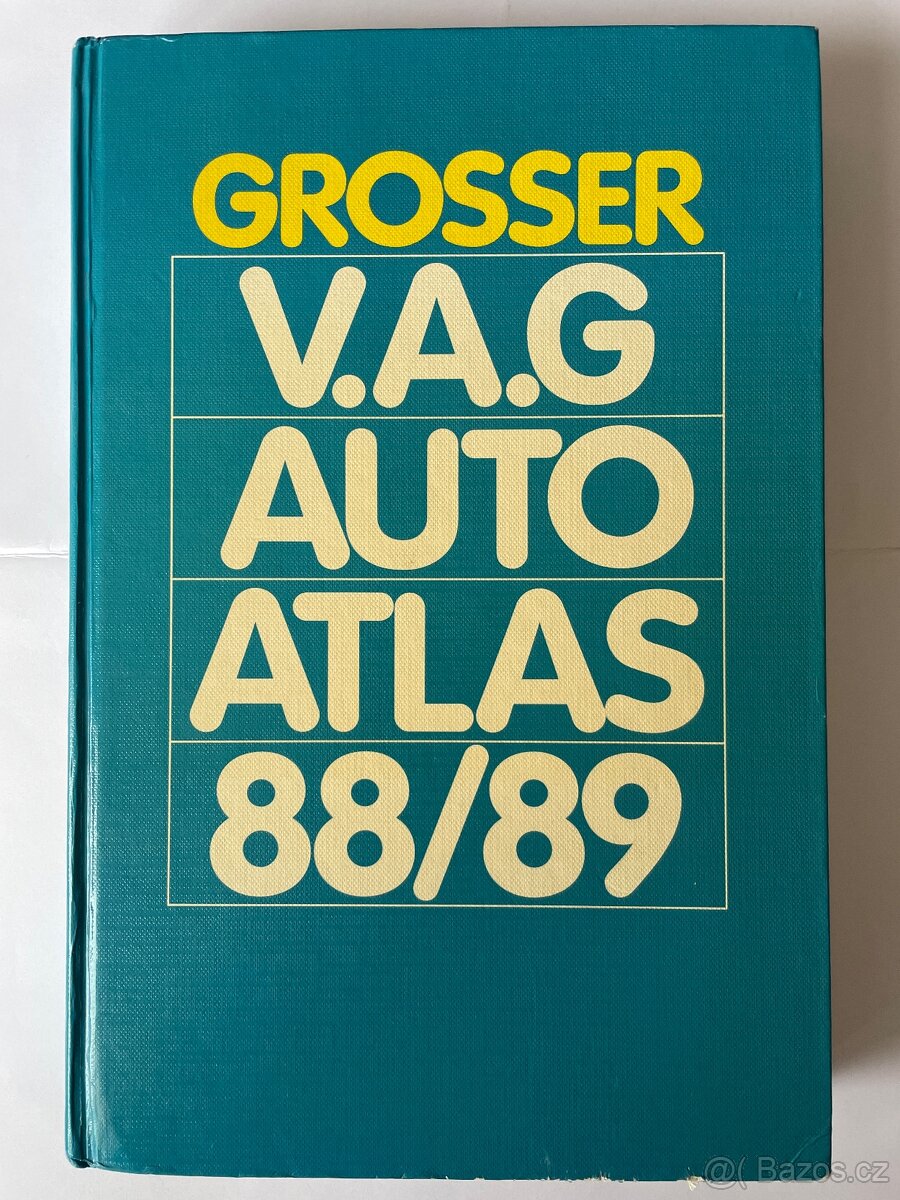 GROSSER
V.A.G
AUTO
ATLAS
88/89
@( Bazos.cz